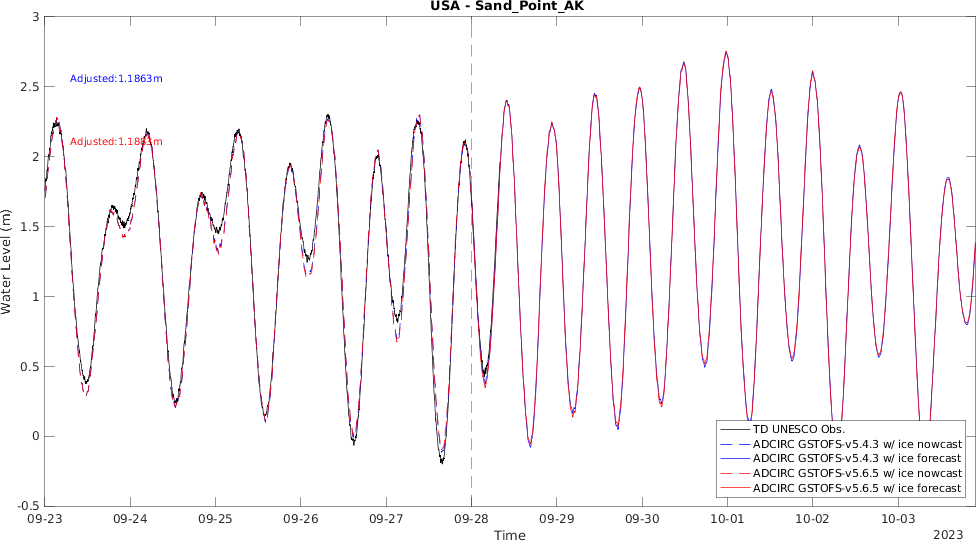 USA - Sand_Point_AK
3
2.5
2
1.5
1
0.5
0
-0.5
Water Level (m)
Adjusted:1.1863m
Adjusted:1.1883m
TD UNESCO Obs.
ADCIRC GSTOFS-v5.4.3 w/ ice nowcast
ADCIRC GSTOFS-v5.4.3 w/ ice forecast
ADCIRC GSTOFS-v5.6.5 w/ ice nowcast
ADCIRC GSTOFS-v5.6.5 w/ ice forecast
09-23 09-24 09-25 09-26 09-27 09-28 09-29 09-30 10-01 10-02 10-03
Time
2023